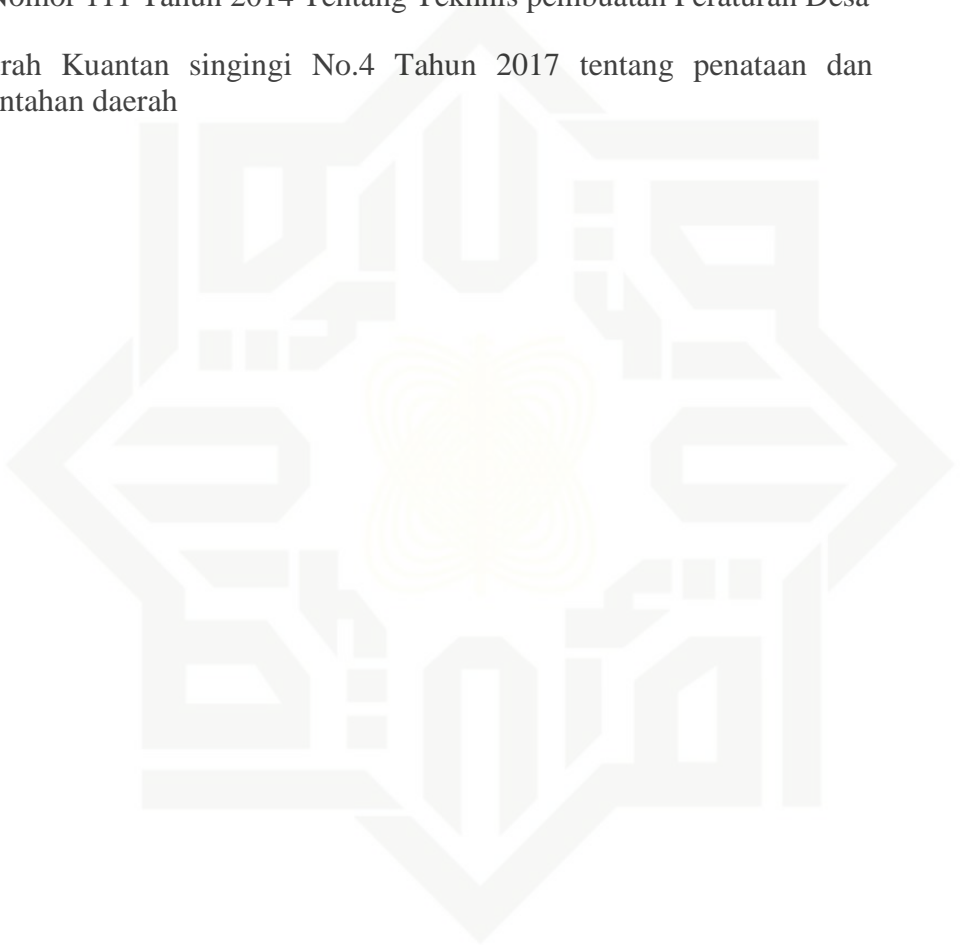 Nomor 111 Tahun 2014 Tentang Tekhnis pembuatan Peraturan Desa
rah Kuantan singingi No.4 Tahun 2017 tentang penataan dan
ntahan daerah